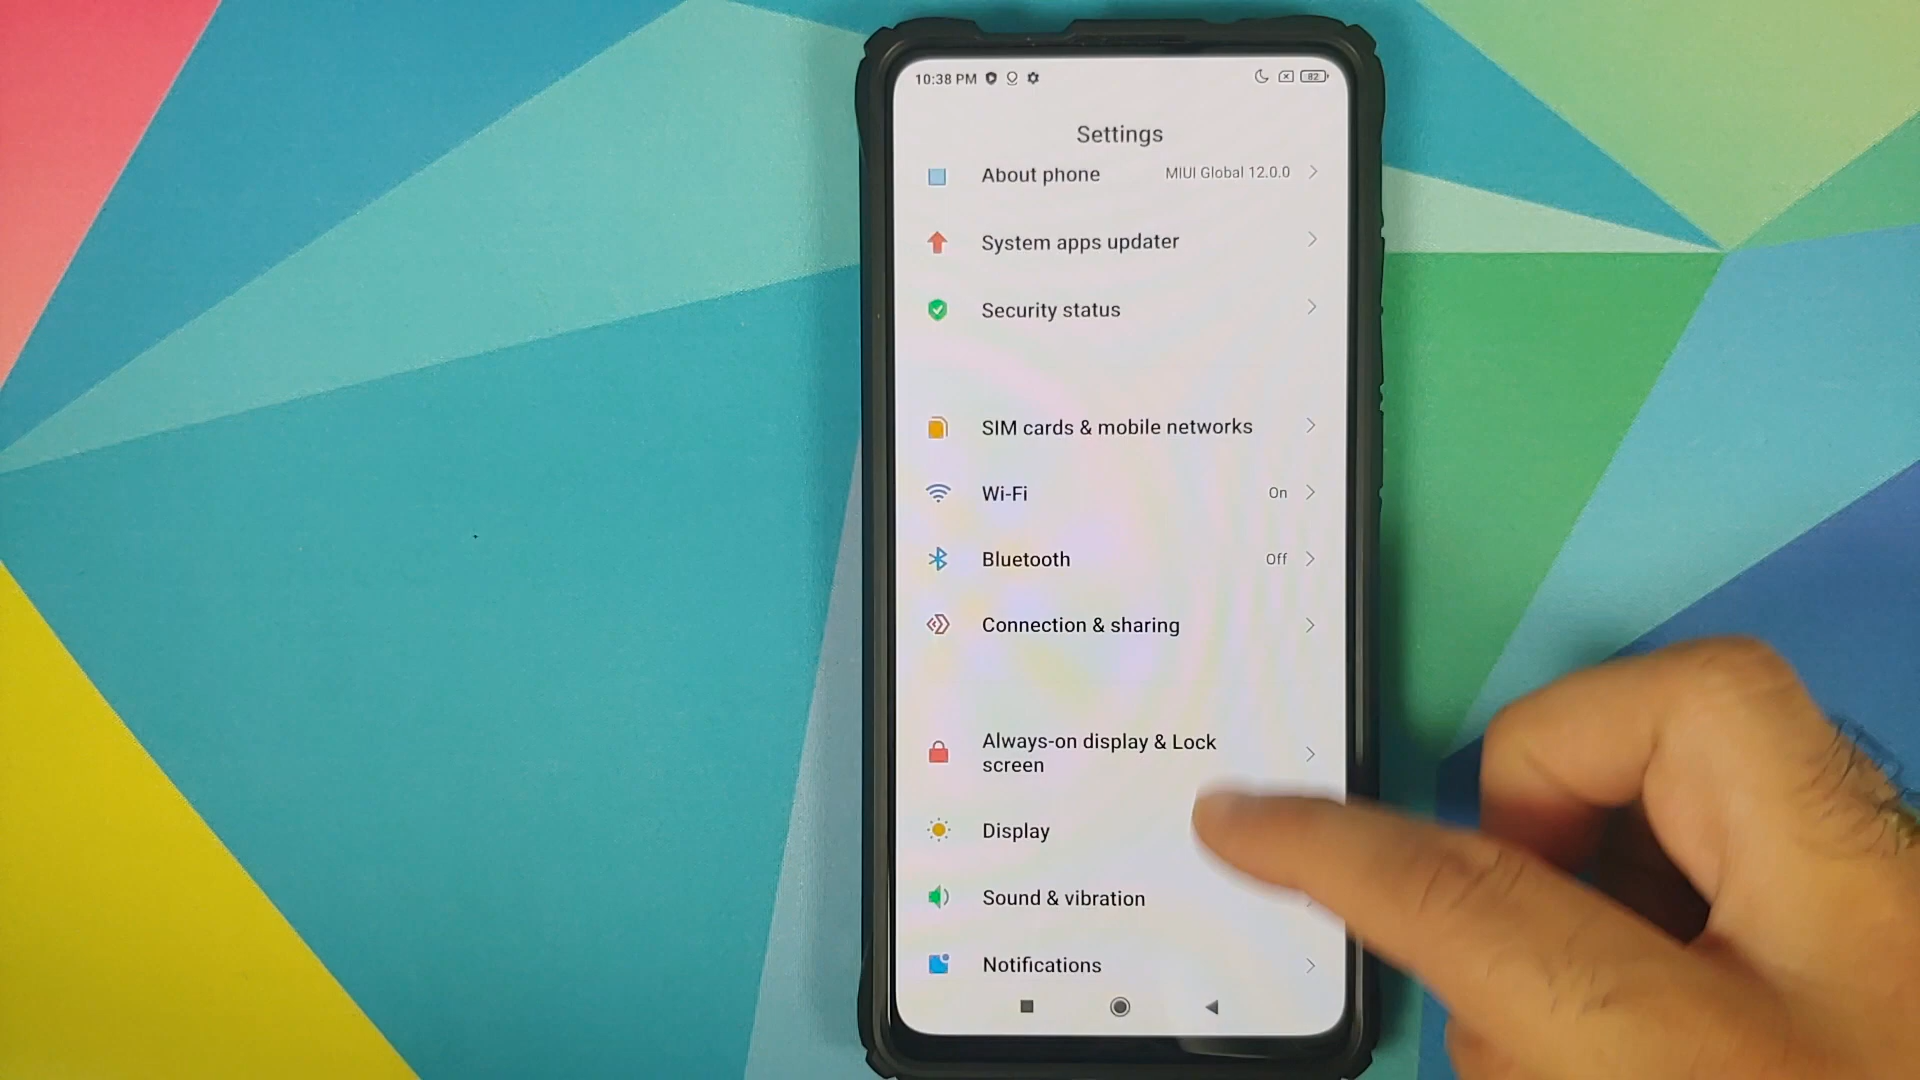 10:38 PM
82
Settings
About phone MIUI Global 12.0.0
System apps updater
Security status
SIM cards & mobile networks
Wi-Fi On
Bluetooth Off
Connection & sharing
Always-on display & Lock
screen
Display
Sound & vibration
Notifications